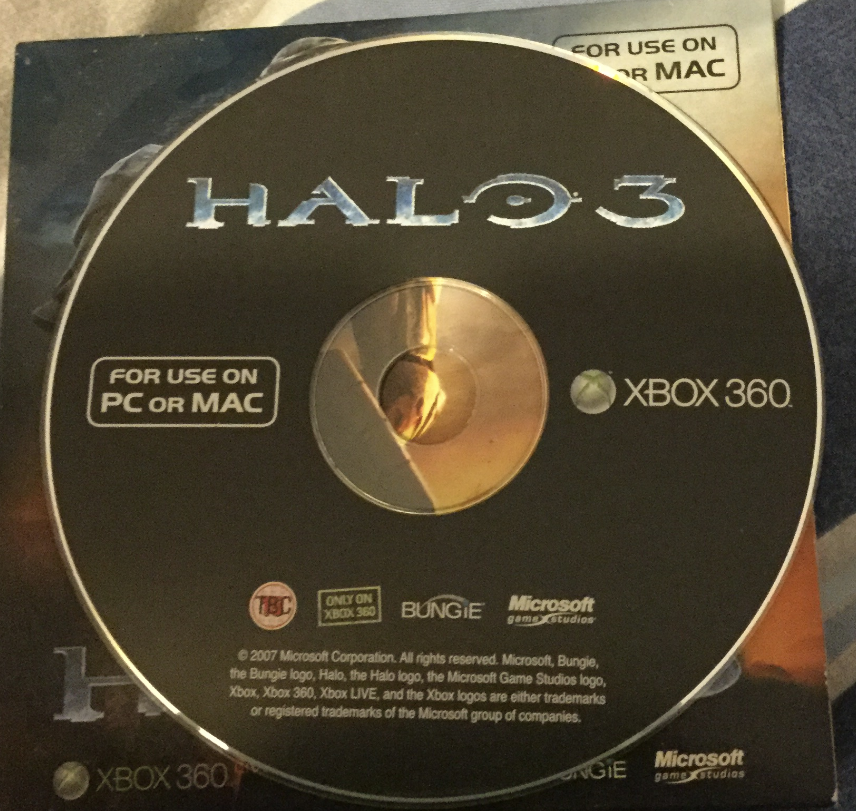 FOR USE ON
OR MAC
HALO 3
FOR USE ON
PC OR MAC
XBOX 360
TBC
ONLY ON
XBOX 360
BUNGiE
Microsoft
game studios
© 2007 Microsoft Corporation. All rights reserved. Microsoft, Bungie,
the Bungie logo, Halo, the Halo logo, the Microsoft Game Studios logo,
Xbox, Xbox 360, Xbox LIVE, and the Xbox logos are either trademarks
or registered trademarks of the Microsoft group of companies.
H
XBOX 360
NGiE
Microsoft
game studios